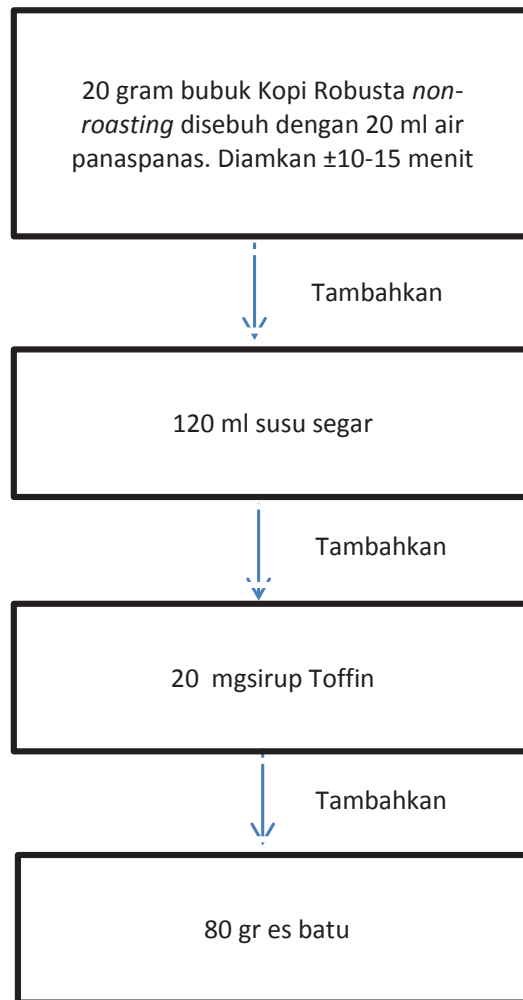 20 gram bubuk Kopi Robusta non-
roasting disebuh dengan 20 ml air
panaspanas. Diamkan ±10-15 menit
Tambahkan
120 ml susu segar
Tambahkan
20 mgsirup Toffin
Tambahkan
80 gr es batu